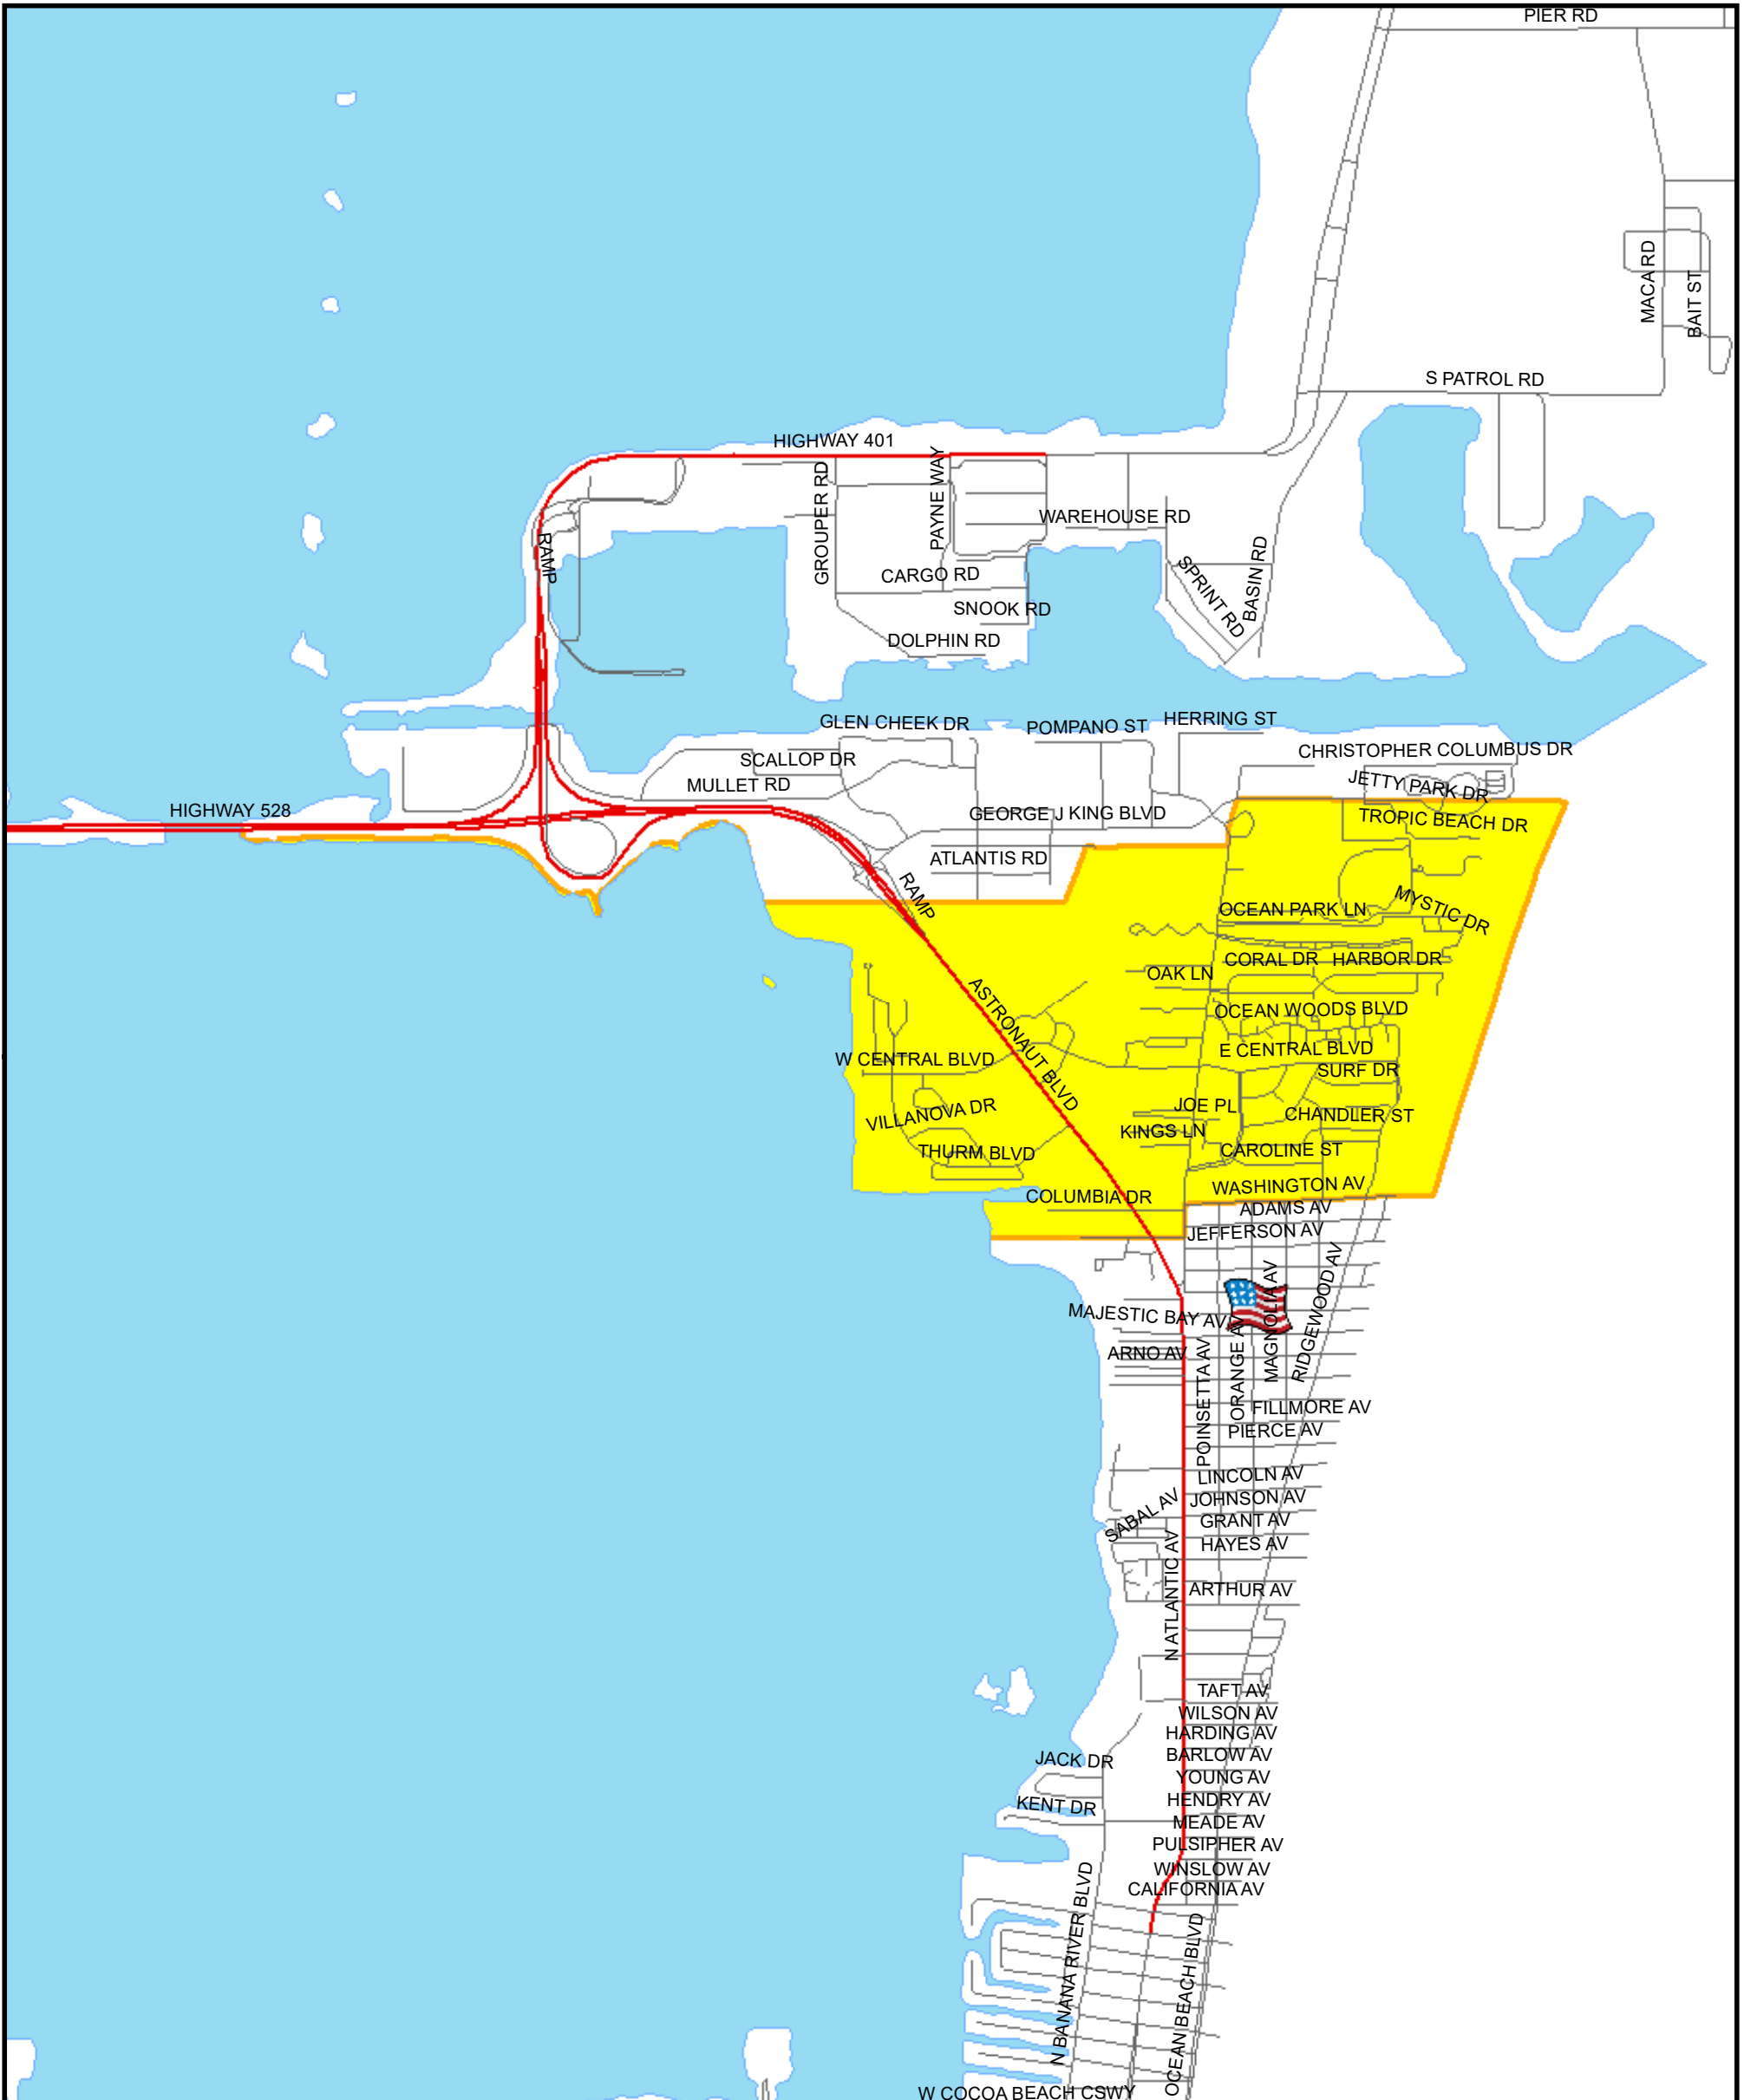 PIER RD
MACA RD
BAIT ST
S PATROL RD
HIGHWAY 401
GROUPER RD
PAYNE WAY
WAREHOUSE RD
RAMP
CARGO RD
SPRINT RD
BASIN RD
SNOOK RD
DOLPHIN RD
GLEN CHEEK DR
POMPANO ST
HERRING ST
SCALLOP DR
CHRISTOPHER COLUMBUS DR
MULLET RD
JETTY PARK DR
HIGHWAY 528
GEORGE J KING BLVD
TROPIC BEACH DR
ATLANTIS RD
RAMP
OCEAN PARK LN
MYSTIC DR
CORAL DR
HARBOR DR
OAK LN
ASTRONAUT BLVD
OCEAN WOODS BLVD
W CENTRAL BLVD
E CENTRAL BLVD
SURF DR
VILLANOVA DR
JOE PL
CHANDLER ST
KINGS LN
THURM BLVD
CAROLINE ST
COLUMBIA DR
WASHINGTON AV
ADAMS AV
JEFFERSON AV
MAJESTIC BAY AV
MAGNOLIA AV
RIDGEWOOD AV
ARNO AV
POINSETTA AV
ORANGE AV
FILLMORE AV
PIERCE AV
LINCOLN AV
SABAL AV
JOHNSON AV
GRANT AV
HAYES AV
N ATLANTIC AV
ARTHUR AV
TAFT AV
WILSON AV
HARDING AV
JACK DR
BARLOW AV
YOUNG AV
KENT DR
HENDRY AV
MEADE AV
PULSIPHER AV
WINSLOW AV
CALIFORNIA AV
N BANANA RIVER BLVD
OCEAN BEACH BLVD
W COCOA BEACH CSWY